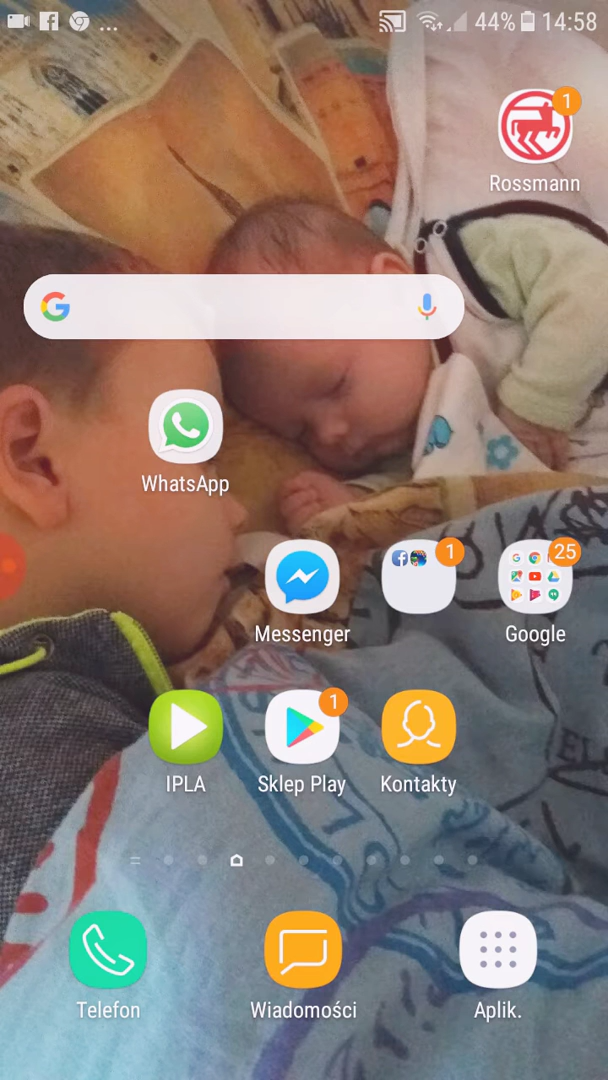 ... 44% 14:58
1
Rossmann
G
WhatsApp
1
25
Messenger
Google
1
IPLA
Sklep Play
Kontakty
Telefon
Wiadomości
Aplik.